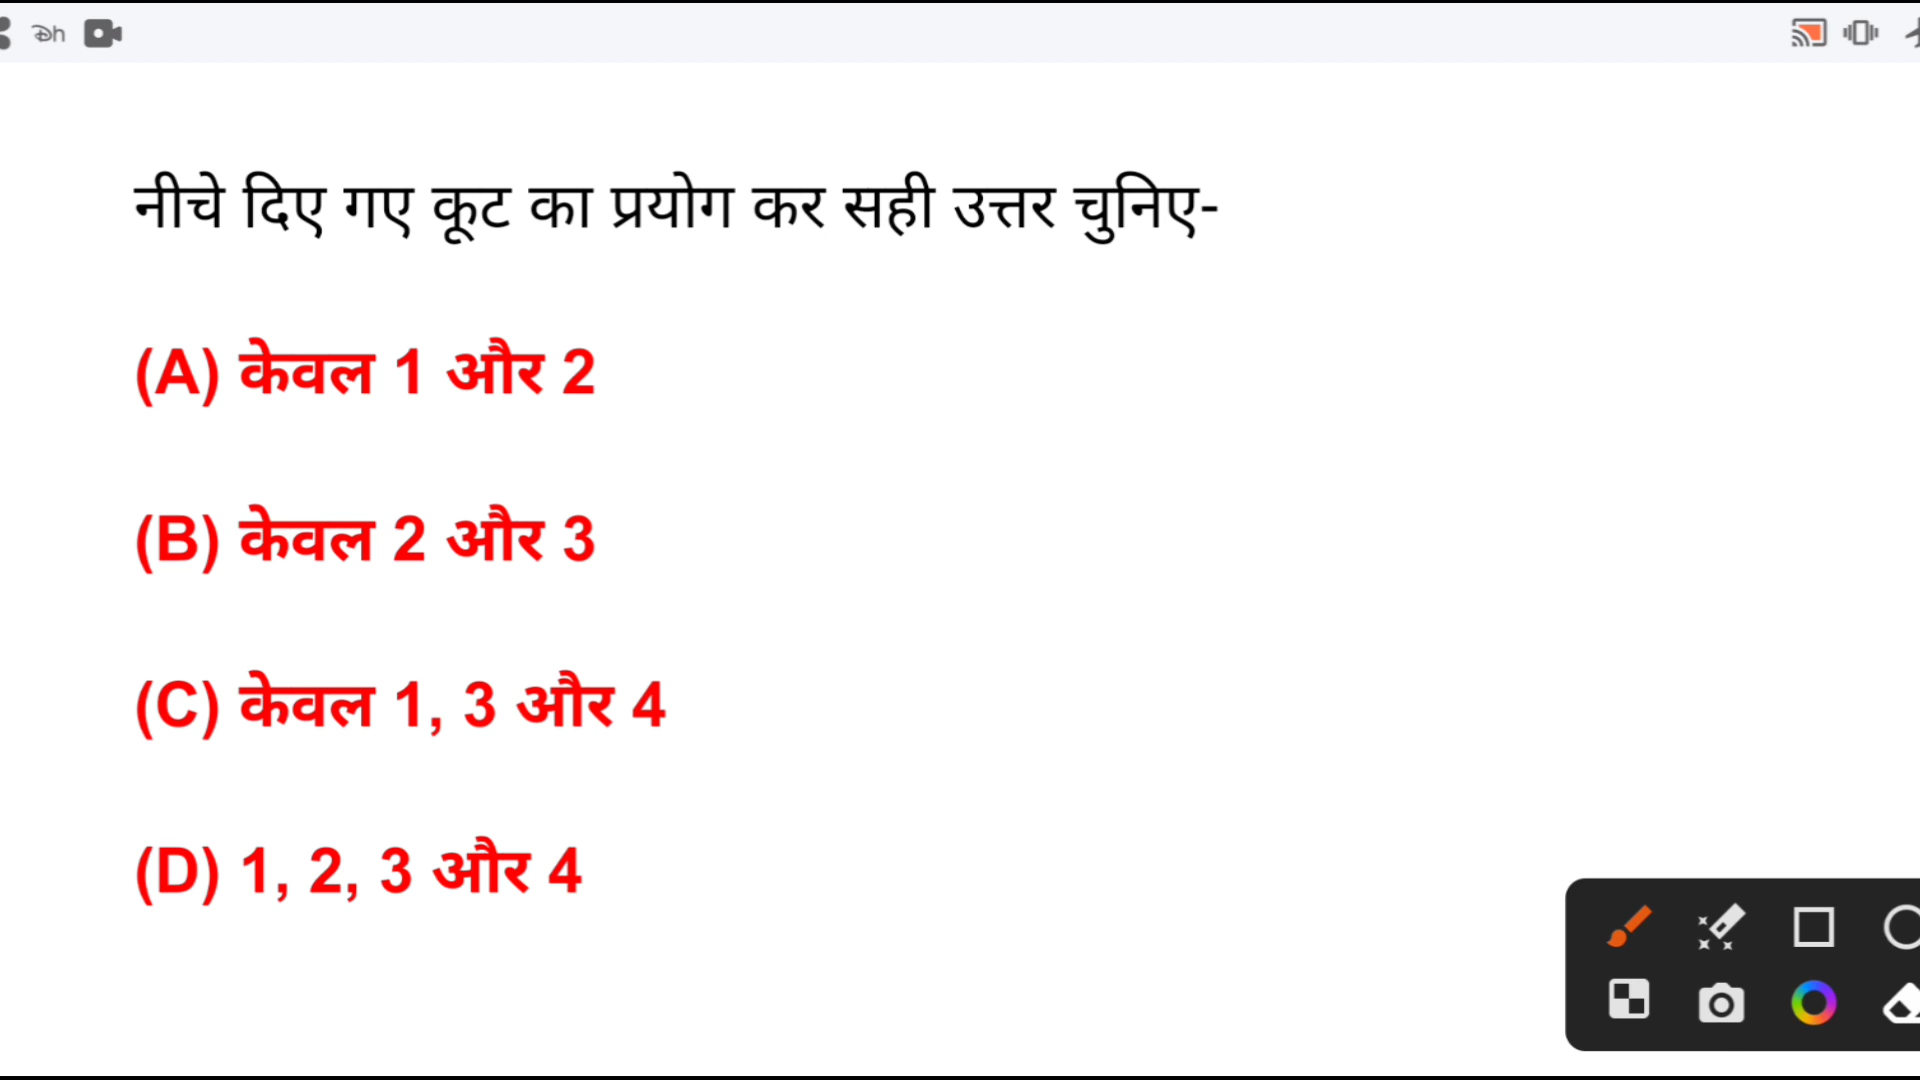 नीचे दिए गए कूट का प्रयोग कर सही उत्तर चुनिए-
(A) केवल 1 और 2
(B) केवल 2 और 3
(C) केवल 1, 3 और 4
(D) 1, 2, 3 और 4